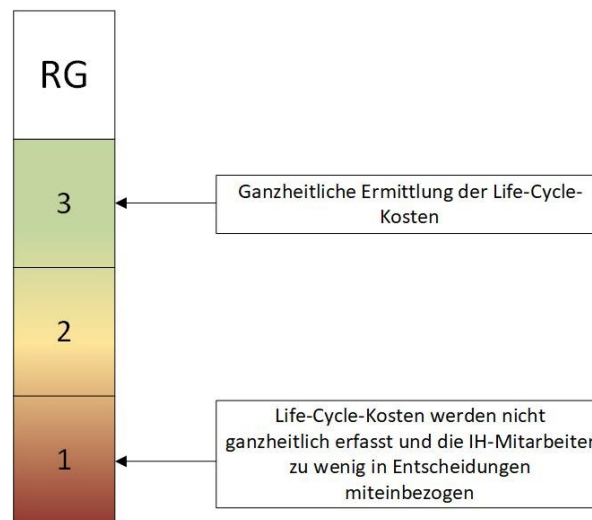 RG
3
Ganzheitliche Ermittlung der Life-Cycle-
Kosten
2
1
Life-Cycle-Kosten werden nicht
ganzheitlich erfasst und die IH-Mitarbeiter
zu wenig in Entscheidungen
miteinbezogen